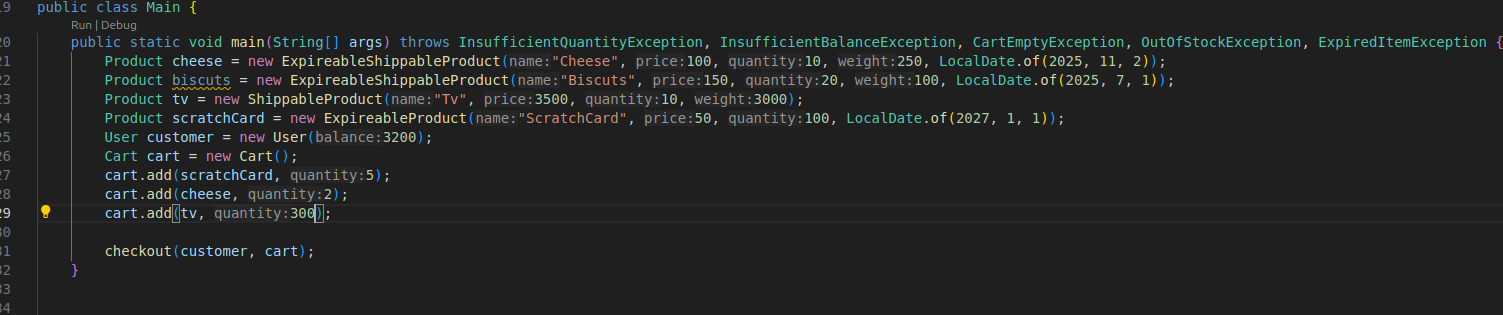 19 public class Main {
Run | Debug
20 public static void main(String[] args) throws InsufficientQuantityException, InsufficientBalanceException, CartEmptyException, OutOfStockException, ExpiredItemException {
21 Product cheese = new ExpireableShippableProduct(name:"Cheese", price:100, quantity:10, weight:250, LocalDate.of(2025, 11, 2));
22 Product biscuts = new ExpireableShippableProduct(name:"Biscuts", price:150, quantity:20, weight:100, LocalDate.of(2025, 7, 1));
23 Product tv = new ShippableProduct(name:"Tv", price:3500, quantity:10, weight:3000);
24 Product scratchCard = new ExpireableProduct(name:"ScratchCard", price:50, quantity:100, LocalDate.of(2027, 1, 1));
25 User customer = new User(balance:3200);
26 Cart cart = new Cart();
27 cart.add(scratchCard, quantity:5);
28 cart.add(cheese, quantity:2);
29 cart.add(tv, quantity:300);
30
31 checkout(customer, cart);
32 }
33
34